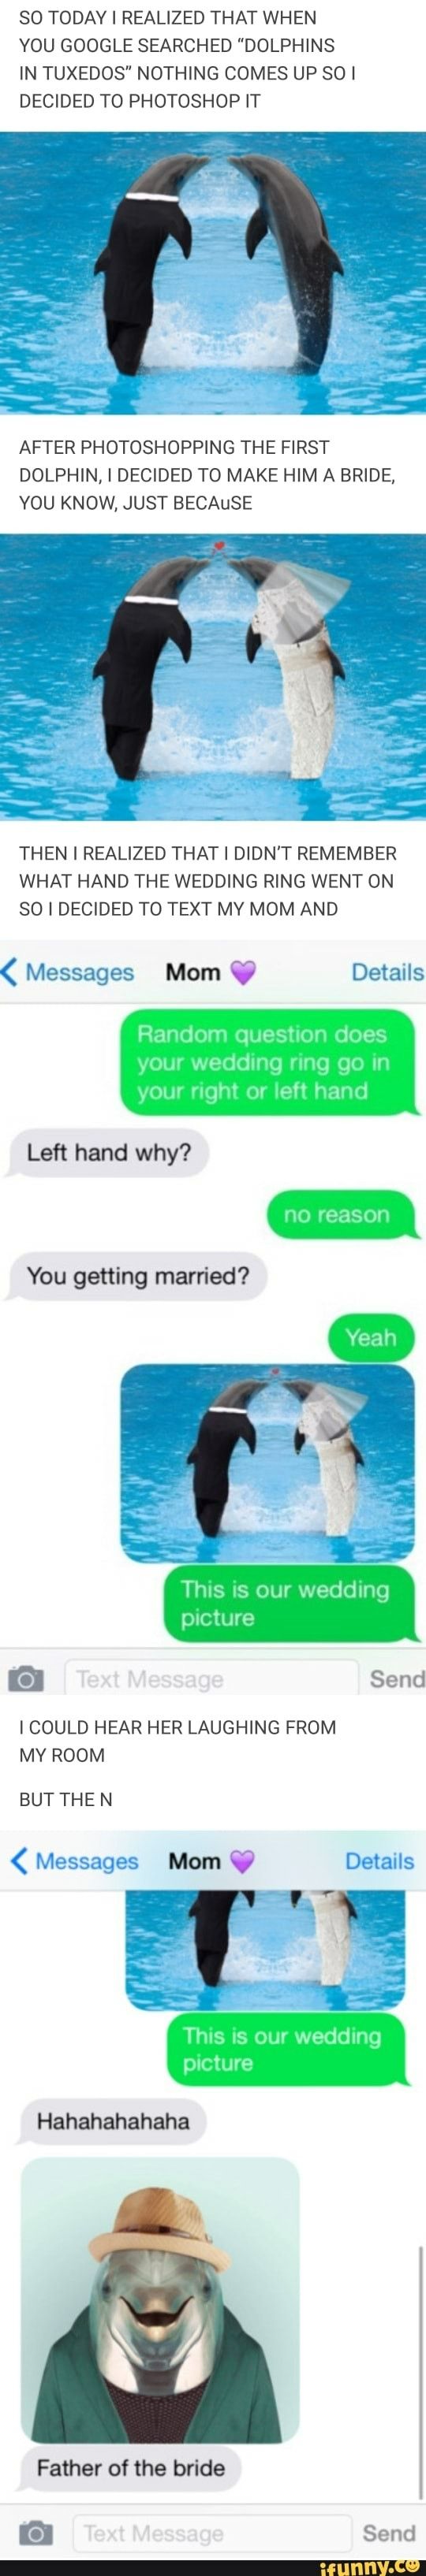 SO TODAY I REALIZED THAT WHEN
YOU GOOGLE SEARCHED "DOLPHINS
IN TUXEDOS" NOTHING COMES UP SO I
DECIDED TO PHOTOSHOP IT
AFTER PHOTOSHOPPING THE FIRST
DOLPHIN, I DECIDED TO MAKE HIM A BRIDE,
YOU KNOW, JUST BECAuSE
THEN I REALIZED THAT I DIDN'T REMEMBER
WHAT HAND THE WEDDING RING WENT ON
SO I DECIDED TO TEXT MY MOM AND
Messages Mom 💜 Details
Random question does
your wedding ring go in
your right or left hand
Left hand why?
no reason
You getting married?
Yeah
This is our wedding
picture
Text Message Send
I COULD HEAR HER LAUGHING FROM
MY ROOM
BUT THE N
Messages Mom 💜 Details
This is our wedding
picture
Hahahahahaha
Father of the bride
Text Message Send
ifunny.co